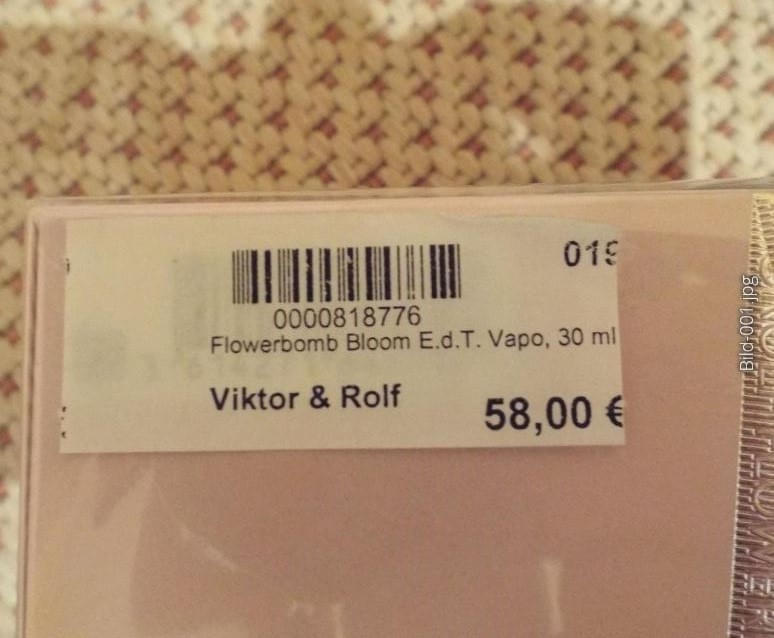 019
0000818776
Flowerbomb Bloom E.d.T. Vapo, 30 ml
Viktor & Rolf
58,00 €
Bild-001.jpg